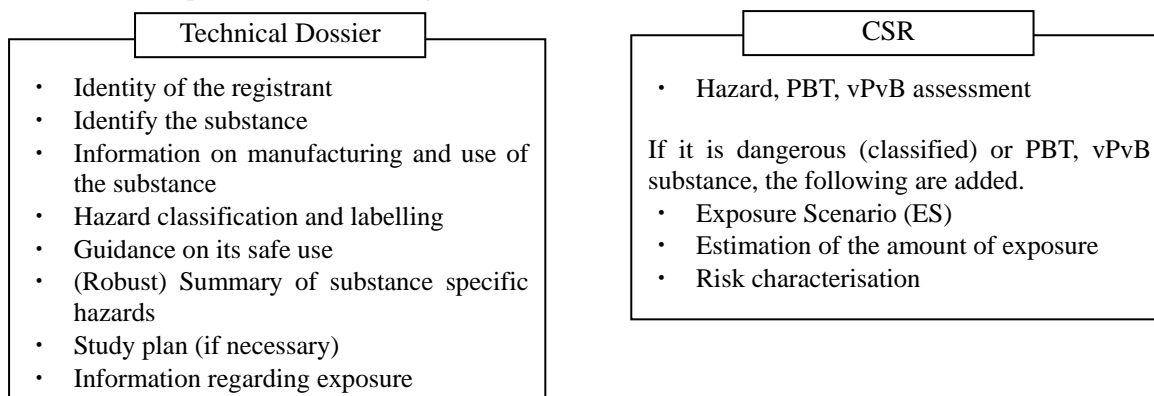 Technical Dossier
・ Identity of the registrant
・ Identify the substance
・ Information on manufacturing and use of
the substance
・ Hazard classification and labelling
・ Guidance on its safe use
・ (Robust) Summary of substance specific
hazards
・ Study plan (if necessary)
・ Information regarding exposure
CSR
・ Hazard, PBT, vPvB assessment
If it is dangerous (classified) or PBT, vPvB
substance, the following are added.
・ Exposure Scenario (ES)
・ Estimation of the amount of exposure
・ Risk characterisation